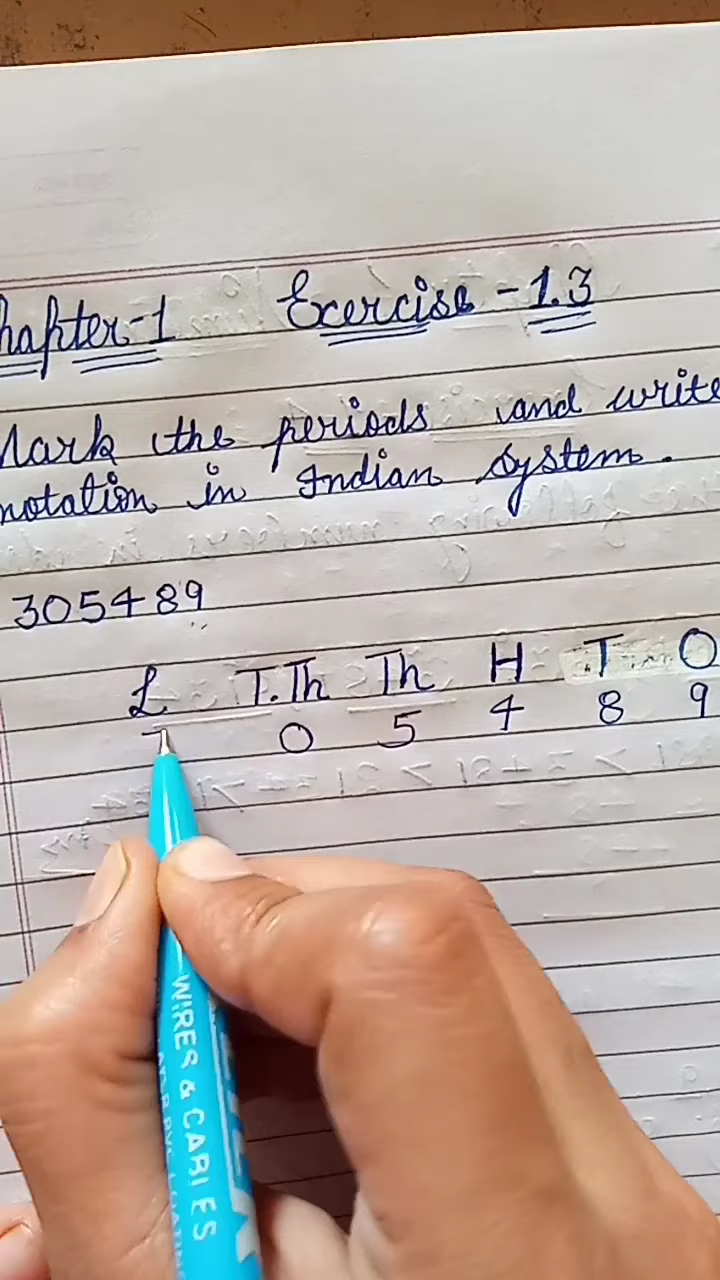 hapter-1 Exercise - 1.3
Mark the periods and write
notation in Indian System.
305489
L T.Th Th H T O
0 5 4 8 9
WIRES & CABLES